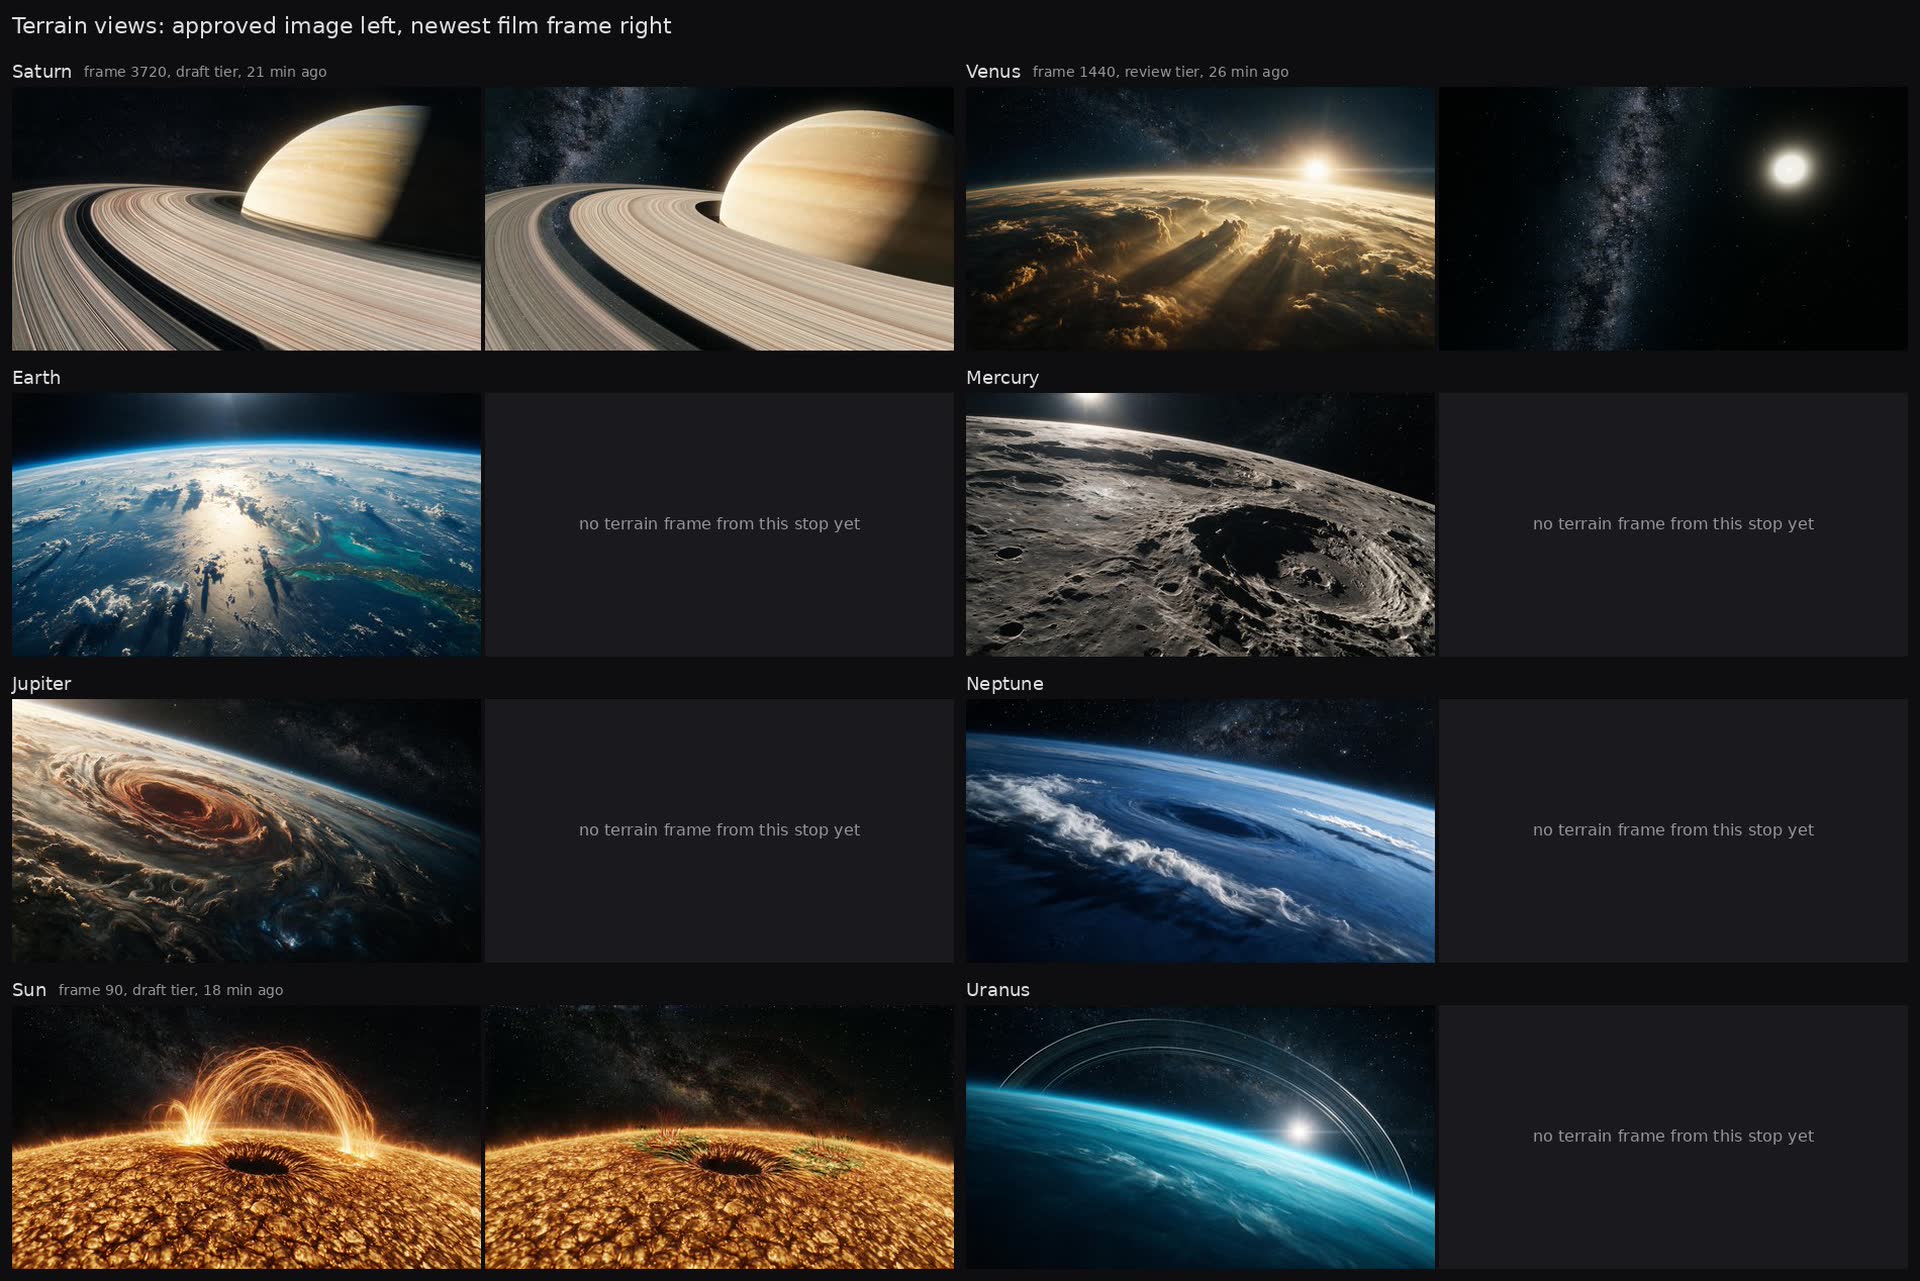 Terrain views: approved image left, newest film frame right
Saturn frame 3720, draft tier, 21 min ago
Venus frame 1440, review tier, 26 min ago
Earth
no terrain frame from this stop yet
Mercury
no terrain frame from this stop yet
Jupiter
no terrain frame from this stop yet
Neptune
no terrain frame from this stop yet
Sun frame 90, draft tier, 18 min ago
Uranus
no terrain frame from this stop yet